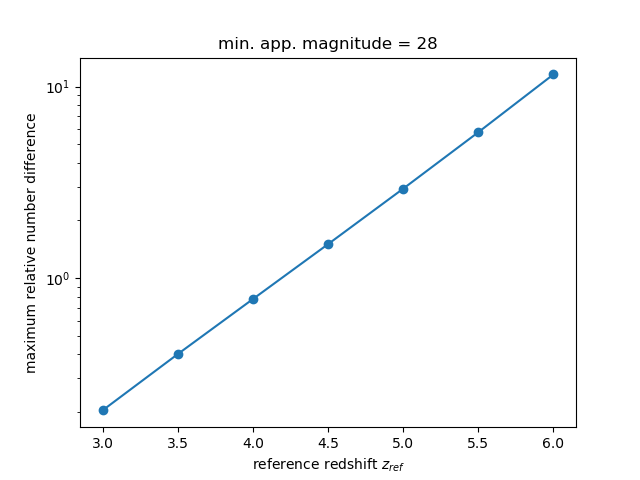 min. app. magnitude = 28
maximum relative number difference
10¹
10⁰
3.0 3.5 4.0 4.5 5.0 5.5 6.0
reference redshift z_ref